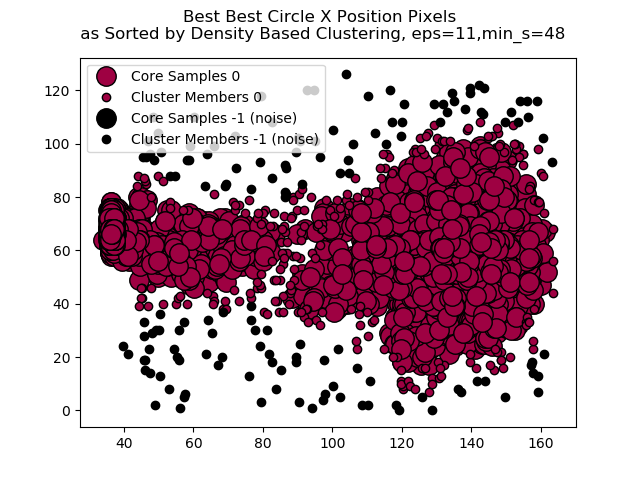 Best Best Circle X Position Pixels
as Sorted by Density Based Clustering, eps=11,min_s=48
Core Samples 0
Cluster Members 0
Core Samples -1 (noise)
Cluster Members -1 (noise)
120
100
80
60
40
20
0
40 60 80 100 120 140 160